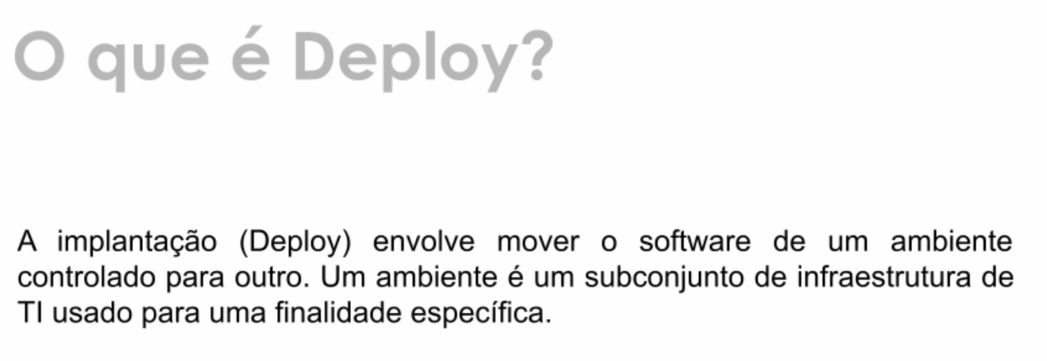 O que é Deploy?
A implantação (Deploy) envolve mover o software de um ambiente
controlado para outro. Um ambiente é um subconjunto de infraestrutura de
TI usado para uma finalidade específica.